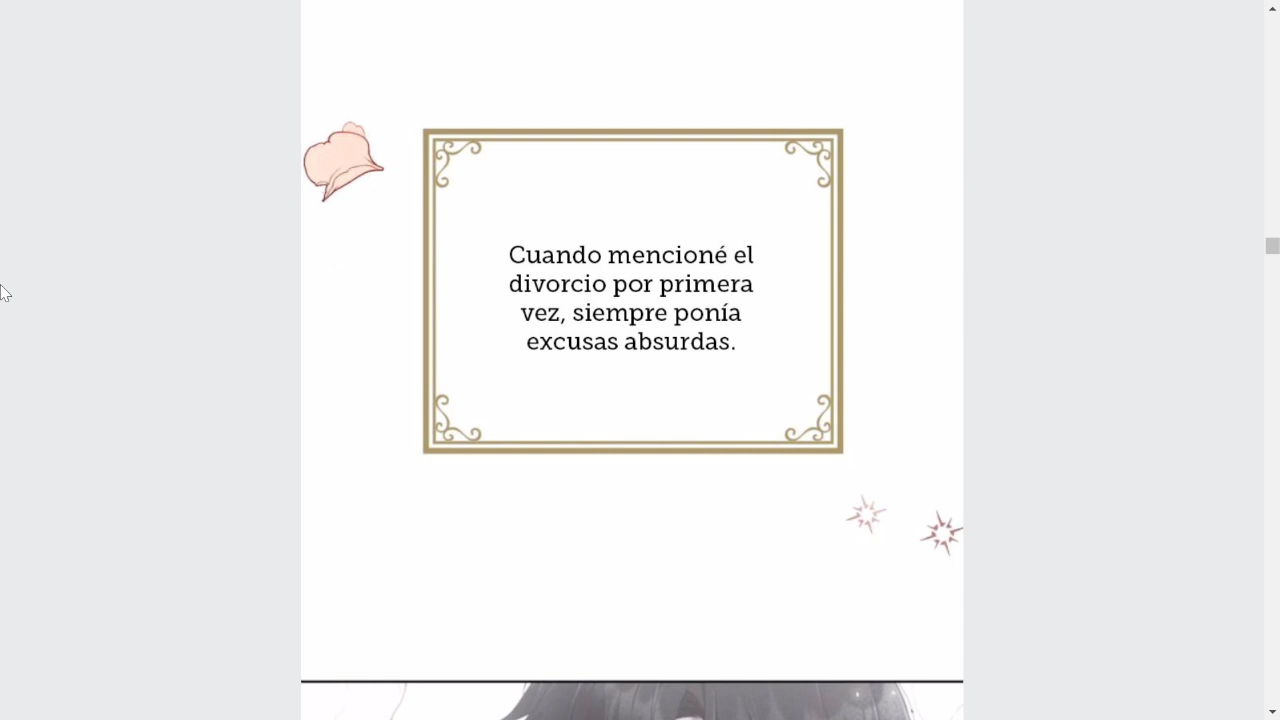 Cuando mencioné el
divorcio por primera
vez, siempre ponía
excusas absurdas.